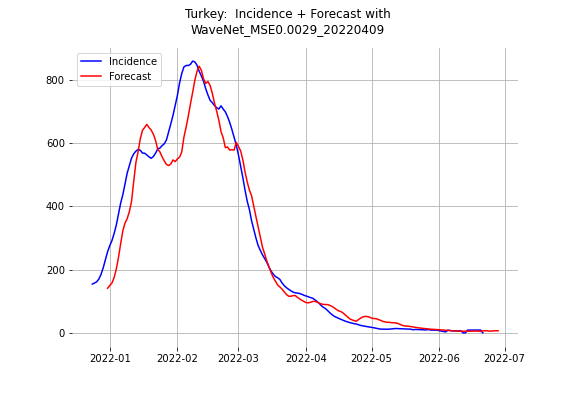 Turkey:  Incidence + Forecast with
WaveNet_MSE0.0029_20220409
Incidence
Forecast
800
600
400
200
0
2022-01 2022-02 2022-03 2022-04 2022-05 2022-06 2022-07